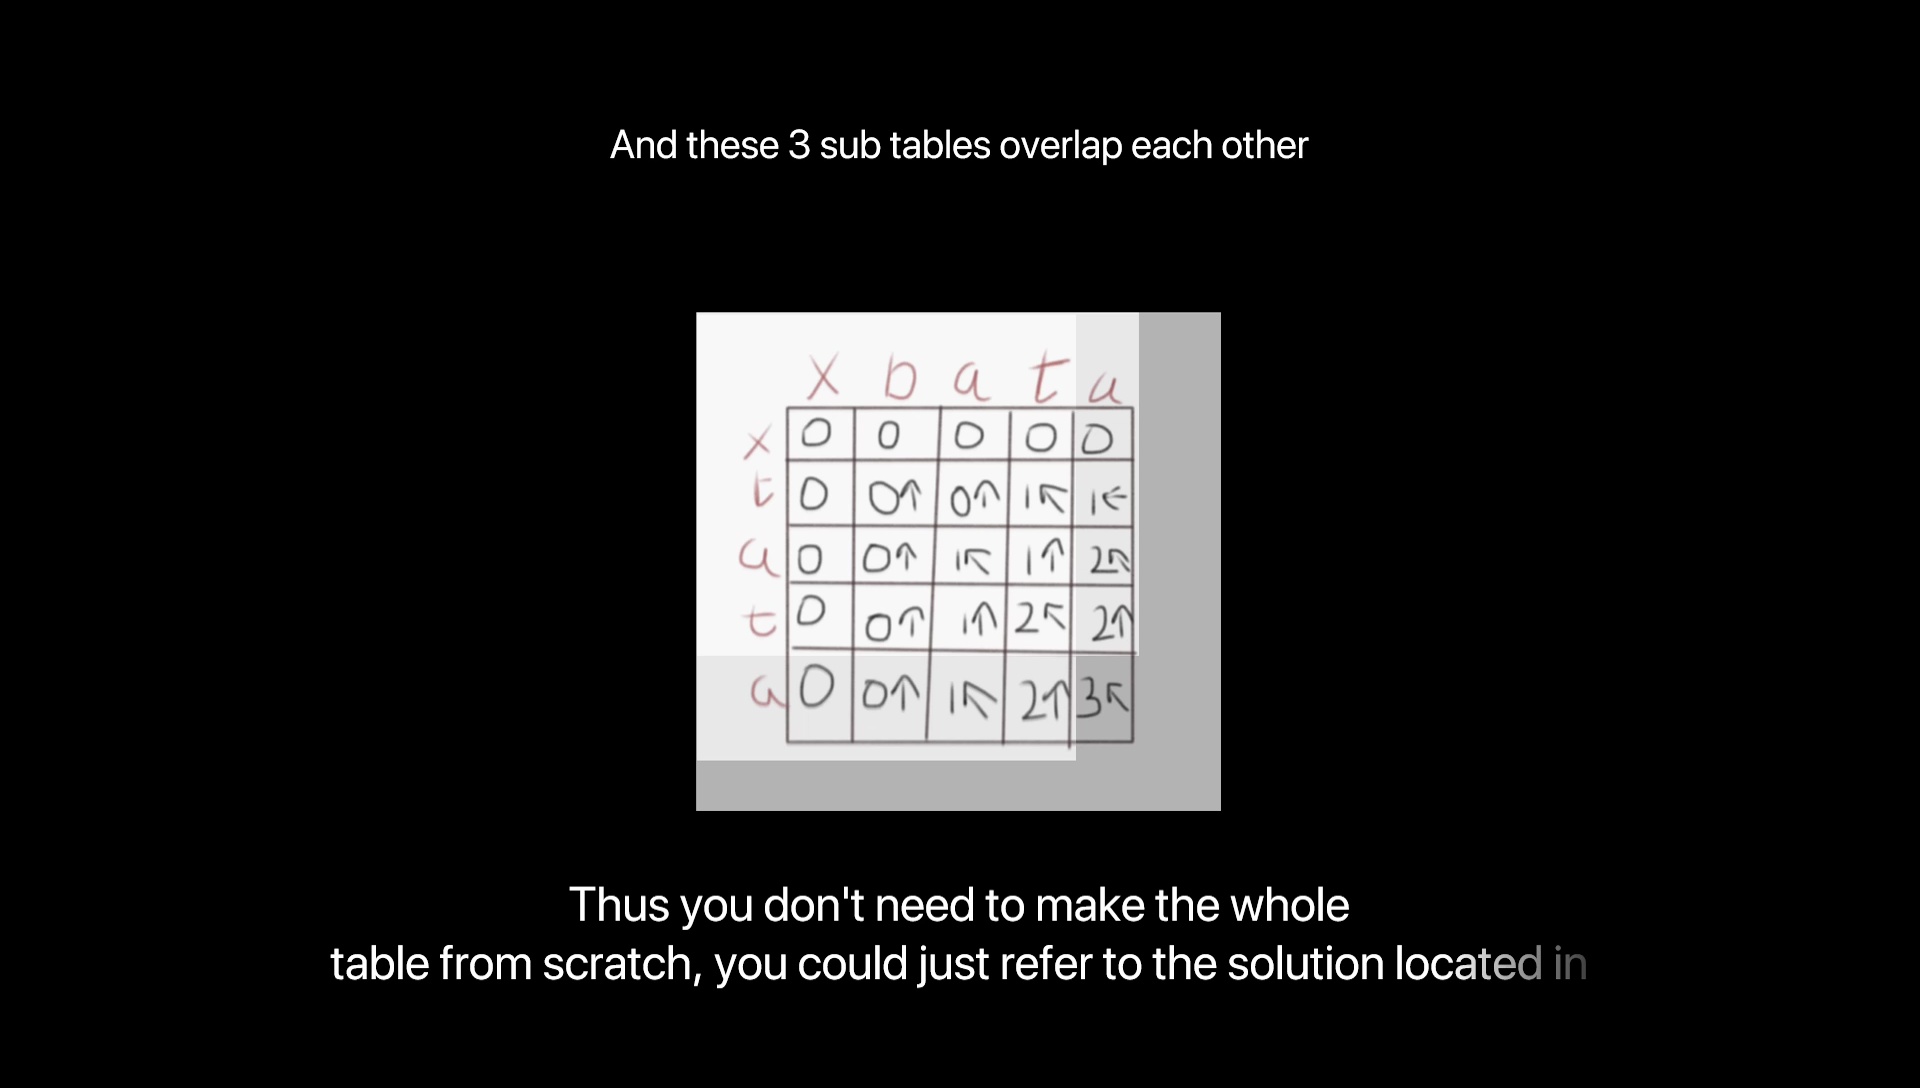 And these 3 sub tables overlap each other
X b a t a
x 0 0 0 0 0
t 0 0↑ 0↑ 1↖ 1←
a 0 0↑ 1↖ 1↑ 2↖
t 0 0↑ 1↑ 2↖ 2↑
a 0 0↑ 1↖ 2↑ 3↖
Thus you don't need to make the whole
table from scratch, you could just refer to the solution located in